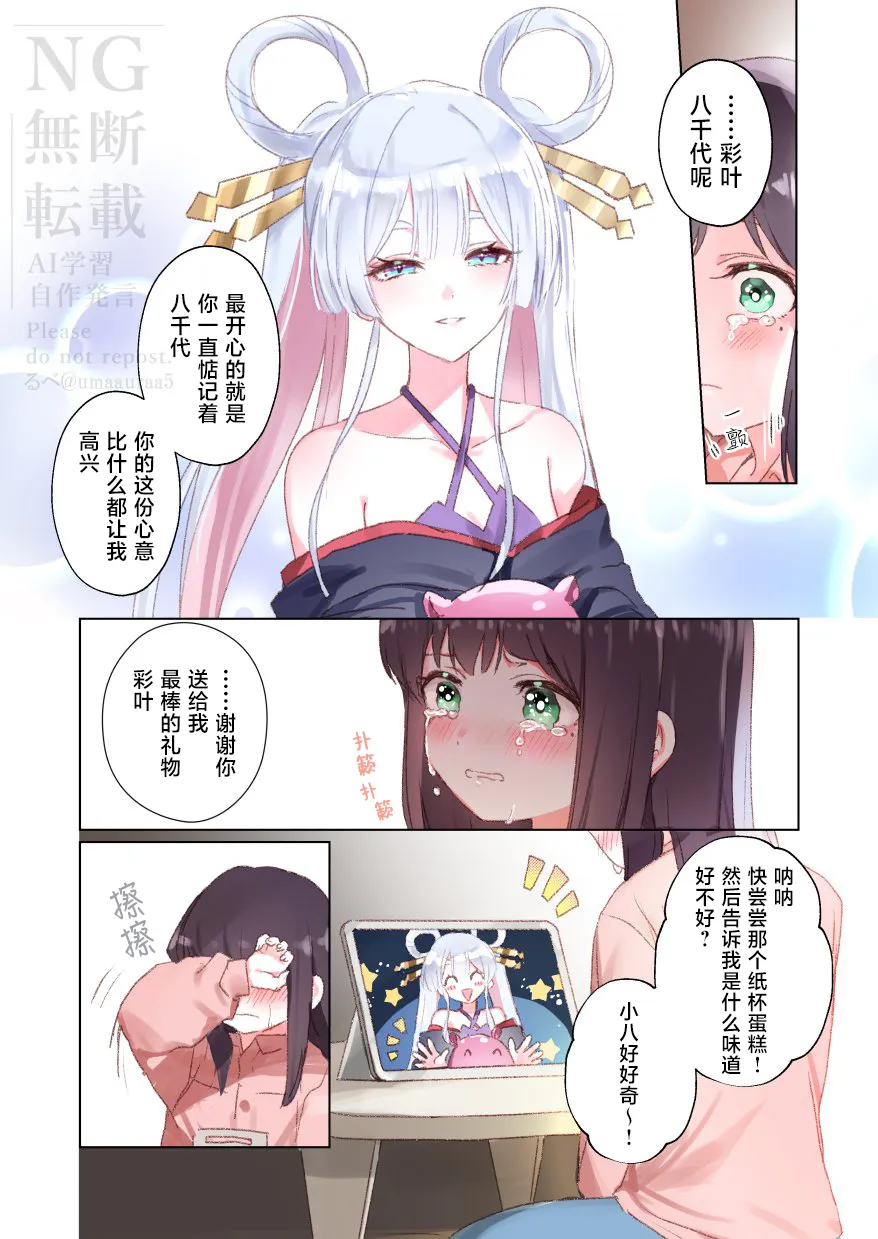 ……彩叶
八千代呢
一颤
最开心的就是
你一直惦记着
八千代
你的这份心意
比什么都让我
高兴
NG
無断
転載
AI学習
自作発言
Please
do not repost.
るべ@umaauraa5
……谢谢你
送给我
最棒的礼物
彩叶
扑簌
扑簌
呐呐
快尝尝那个纸杯蛋糕！
然后告诉我是什么味道
好不好？
小八好好奇～！
擦
擦